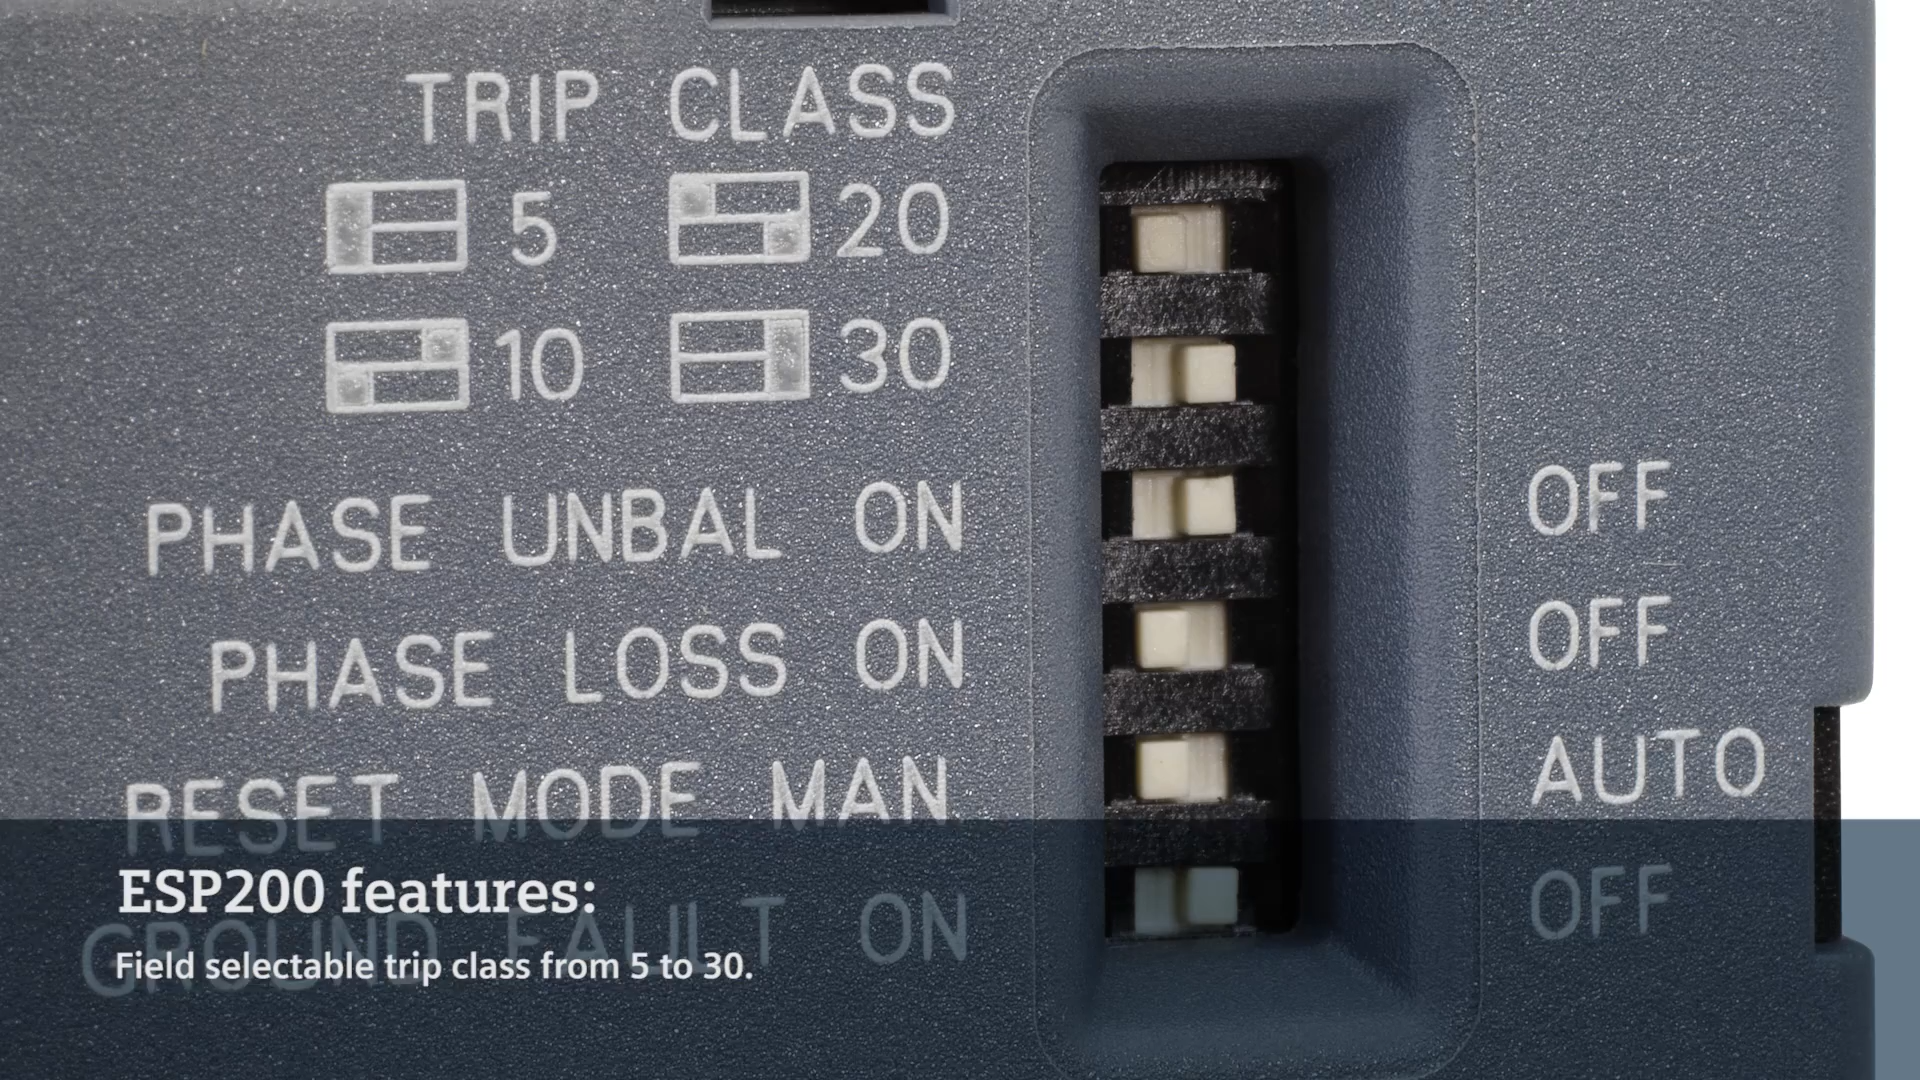 TRIP CLASS
5 20
10 30
PHASE UNBAL ON OFF
PHASE LOSS ON OFF
RESET MODE MAN AUTO
GROUND FAULT ON OFF
ESP200 features:
Field selectable trip class from 5 to 30.